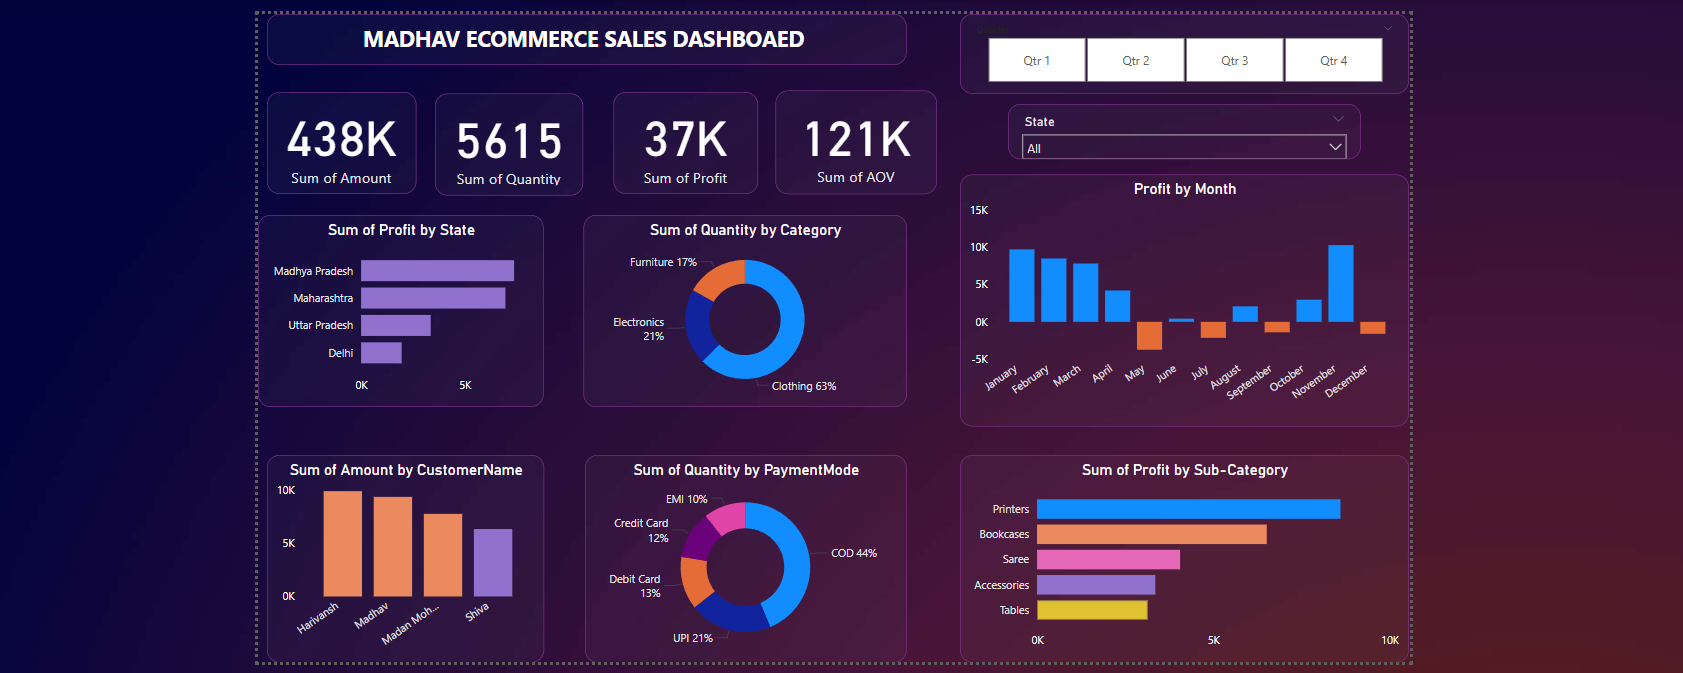 MADHAV ECOMMERCE SALES DASHBOAED
Qtr 1
Qtr 2
Qtr 3
Qtr 4
438K
Sum of Amount
5615
Sum of Quantity
37K
Sum of Profit
121K
Sum of AOV
State
All
Sum of Profit by State
Madhya Pradesh
Maharashtra
Uttar Pradesh
Delhi
0K
5K
Sum of Quantity by Category
Furniture 17%
Electronics
21%
Clothing 63%
Profit by Month
15K
10K
5K
0K
-5K
January
February
March
April
May
June
July
August
September
October
November
December
Sum of Amount by CustomerName
10K
5K
0K
Harivansh
Madhav
Madan Moh...
Shiva
Sum of Quantity by PaymentMode
EMI 10%
Credit Card
12%
Debit Card
13%
UPI 21%
COD 44%
Sum of Profit by Sub-Category
Printers
Bookcases
Saree
Accessories
Tables
0K
5K
10K